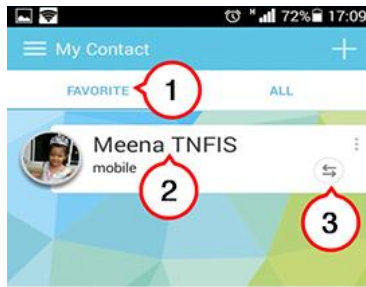 72% 17:09
My Contact
FAVORITE 1 ALL
Meena TNFIS
mobile
2
3